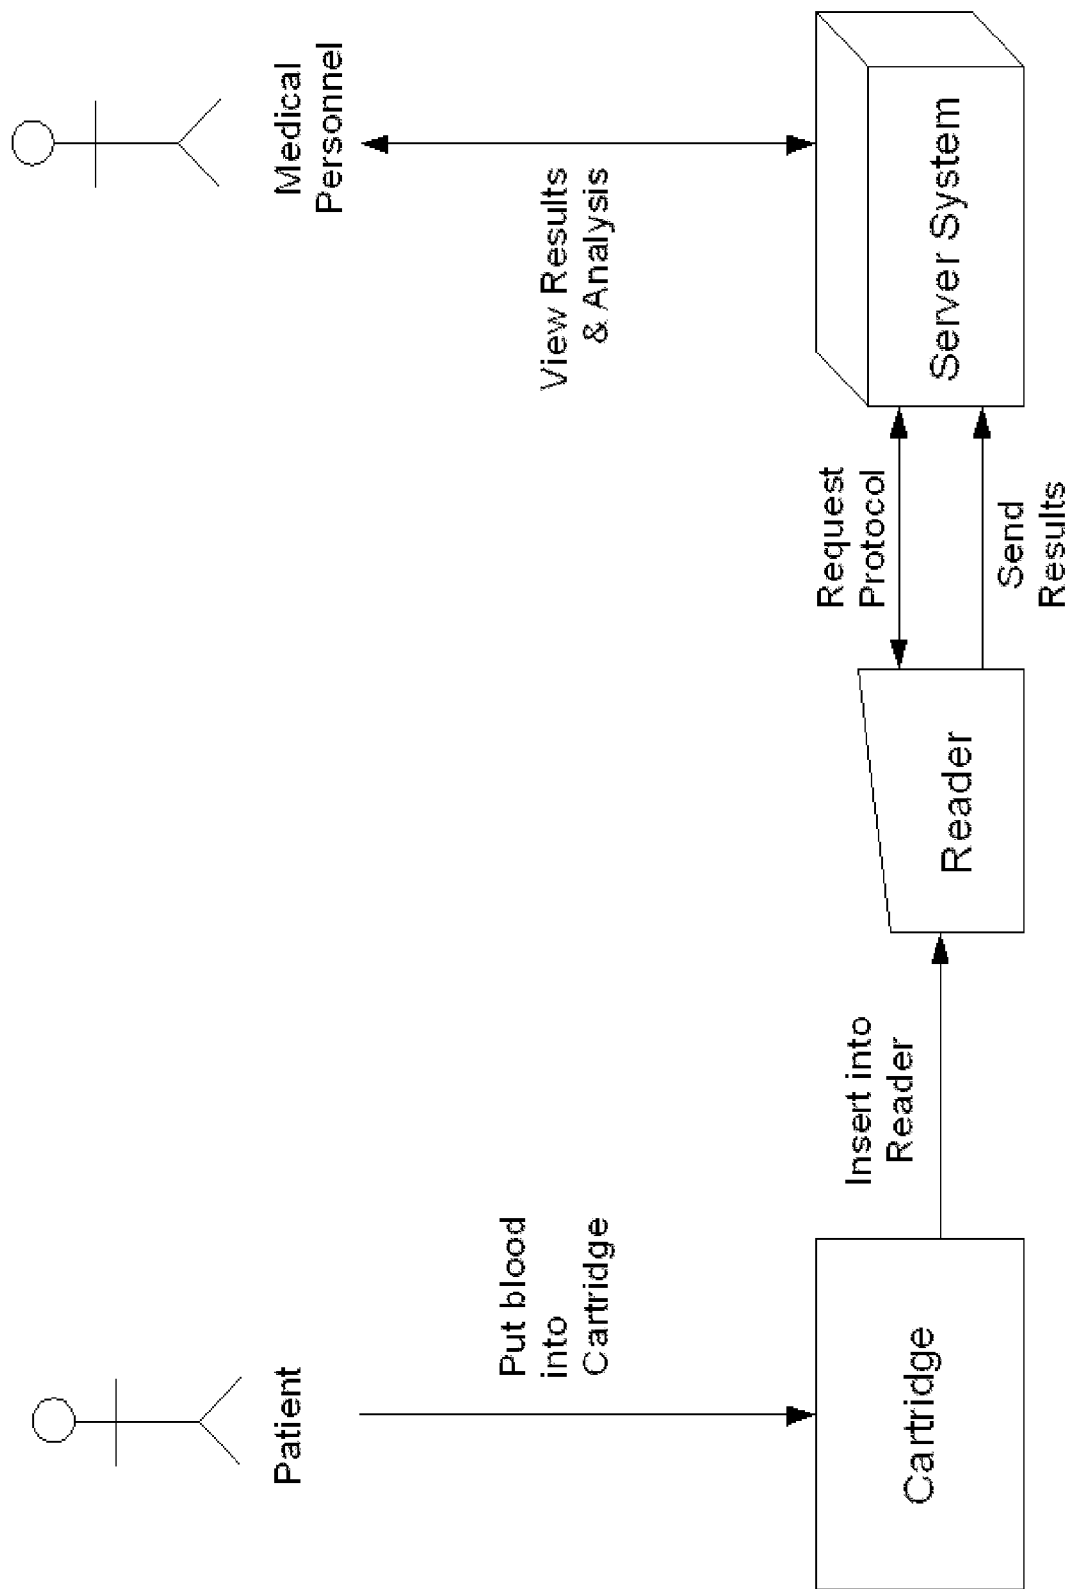 Patient
Put blood
into
Cartridge
Cartridge
Insert into
Reader
Reader
Request
Protocol
Send
Results
Server System
View Results
& Analysis
Medical
Personnel